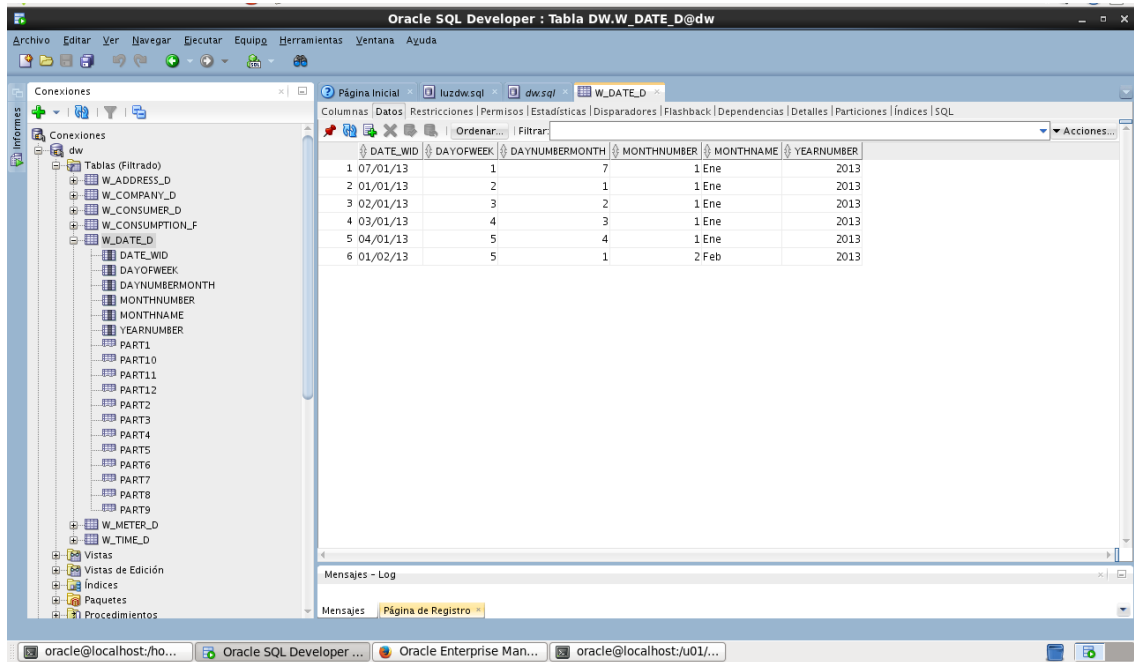 Oracle SQL Developer : Tabla DW.W_DATE_D@dw
Archivo Editar Ver Navegar Ejecutar Equipo Herramientas Ventana Ayuda
Informes
Conexiones
Conexiones
dw
Tablas (Filtrado)
W_ADDRESS_D
W_COMPANY_D
W_CONSUMER_D
W_CONSUMPTION_F
W_DATE_D
DATE_WID
DAYOFWEEK
DAYNUMBERMONTH
MONTHNUMBER
MONTHNAME
YEARNUMBER
PART1
PART10
PART11
PART12
PART2
PART3
PART4
PART5
PART6
PART7
PART8
PART9
W_METER_D
W_TIME_D
Vistas
Vistas de Edición
Índices
Paquetes
Procedimientos
Página Inicial luzdw.sql dw.sql W_DATE_D
Columnas Datos Restricciones Permisos Estadísticas Disparadores Flashback Dependencias Detalles Particiones Índices SQL
Ordenar... Filtrar: Acciones...
DATE_WID DAYOFWEEK DAYNUMBERMONTH MONTHNUMBER MONTHNAME YEARNUMBER
1 07/01/13 1 7 1 Ene 2013
2 01/01/13 2 1 1 Ene 2013
3 02/01/13 3 2 1 Ene 2013
4 03/01/13 4 3 1 Ene 2013
5 04/01/13 5 4 1 Ene 2013
6 01/02/13 5 1 2 Feb 2013
Mensajes - Log
Mensajes Página de Registro
oracle@localhost:/ho... Oracle SQL Developer ... Oracle Enterprise Man... oracle@localhost:/u01/...